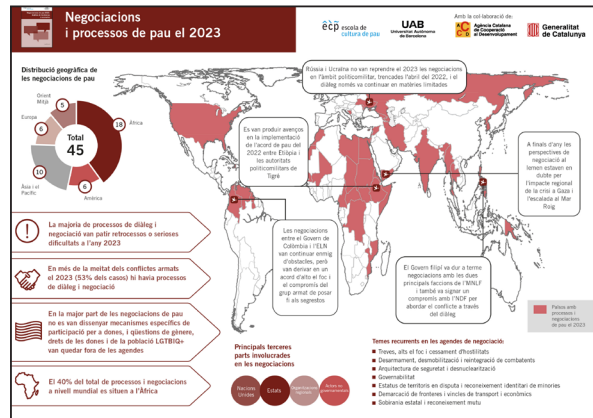 Negociacions
i processos de pau el 2023
ecp escola de
cultura de pau
UAB
Universitat Autònoma
de Barcelona
Amb la col·laboració de:
Agència Catalana
de Cooperació
al Desenvolupament
Generalitat
de Catalunya
Distribució geogràfica de
les negociacions de pau
Orient
Mitjà
5
Europa
6
Total
45
18
Àfrica
10
Àsia i el
Pacífic
6
Amèrica
Rússia i Ucraïna no van reprendre el 2023 les negociacions
en l'àmbit politicomilitar, trencades l'abril del 2022, i el
diàleg només va continuar en matèries limitades
Es van produir avenços
en la implementació
de l'acord de pau del
2022 entre Etiòpia i
les autoritats
politicomilitars de
Tigré
A finals d'any les
perspectives de
negociació al
Iemen estaven en
dubte per
l'impacte regional
de la crisi a Gaza i
l'escalada al Mar
Roig
Les negociacions
entre el Govern de
Colòmbia i l'ELN
van continuar enmig
d'obstacles, però
van derivar en un
acord d'alto el foc i
el compromís del
grup armat de posar
fi als segrestos
El Govern filipí va dur a terme
negociacions amb les dues
principals faccions de l'MNLF
i també va signar un
compromís amb l'NDF per
abordar el conflicte a través
del diàleg
Països amb
processos i
negociacions
de pau el 2023
La majoria de processos de diàleg i
negociació van patir retrocessos o serioses
dificultats a l'any 2023
En més de la meitat dels conflictes armats
el 2023 (53% dels casos) hi havia processos
de diàleg i negociació
En la major part les negociacions de pau
no es van dissenyar mecanismes específics de
participació per a dones, i qüestions de gènere,
drets de les dones i de la població LGTBIQ+
van quedar fora de les agendes
El 40% del total de processos i negociacions
a nivell mundial es situen a l'Àfrica
Principals terceres
parts involucrades
en les negociacions
Nacions
Unides
Estats
Organitzacions
regionals
Actors no
governamentals
Temes recurrents en les agendes de negociació:
Treves, alts el foc i cessament d'hostilitats
Desarmament, desmobilització i reintegració de combatents
Arquitectura de seguretat i desnuclearització
Governabilitat
Estatus de territoris en disputa i reconeixement identitari de minories
Demarcació de fronteres i vincles de transport i econòmics
Sobirania estatal i reconeixement mutu